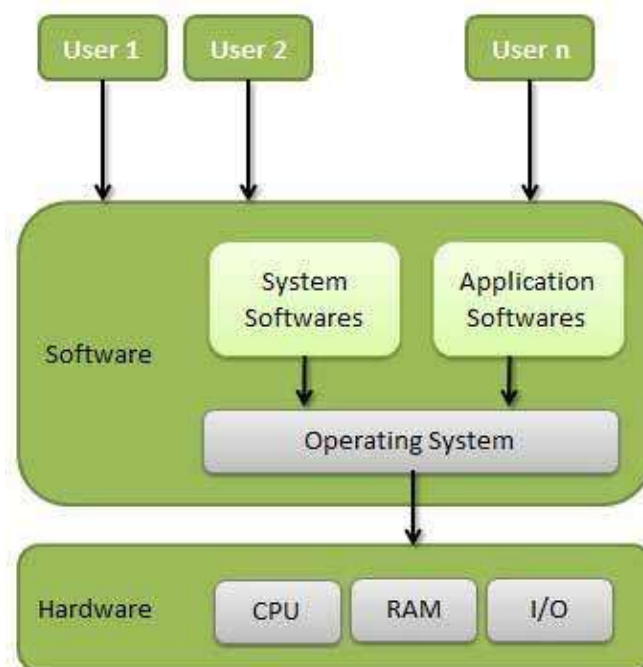 User 1
User 2
User n
System
Softwares
Application
Softwares
Software
Operating System
Hardware
CPU
RAM
I/O